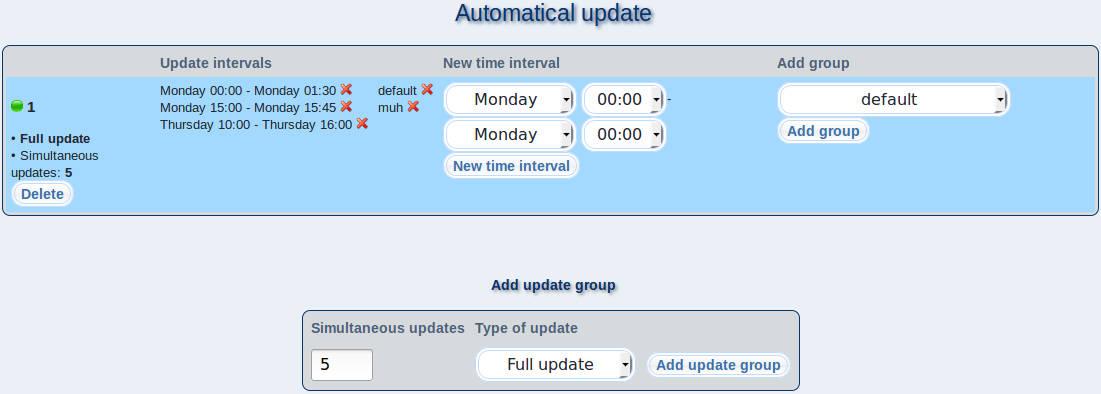 Automatical update
Update intervals New time interval Add group
Monday 00:00 - Monday 01:30 default Monday 00:00 - default
1 Monday 15:00 - Monday 15:45 muh
Thursday 10:00 - Thursday 16:00 Monday 00:00 Add group
• Full update
• Simultaneous
updates: 5 New time interval
Delete
Add update group
Simultaneous updates Type of update
5 Full update Add update group